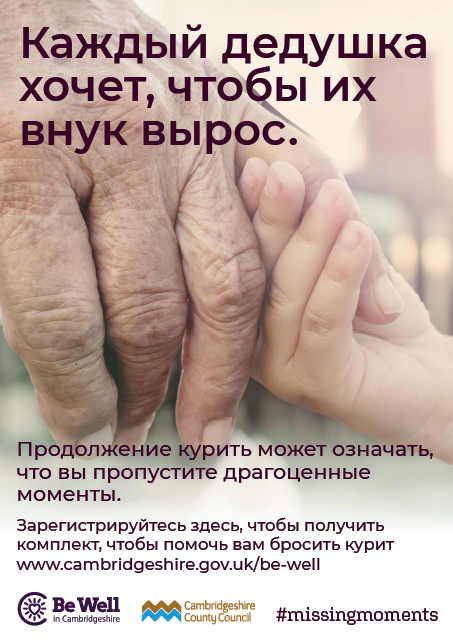 Каждый дедушка
хочет, чтобы их
внук вырос.
Продолжение курить может означать,
что вы пропустите драгоценные
моменты.
Зарегистрируйтесь здесь, чтобы получить
комплект, чтобы помочь вам бросить курит
www.cambridgeshire.gov.uk/be-well
Be Well
in Cambridgeshire
Cambridgeshire
County Council
#missingmoments